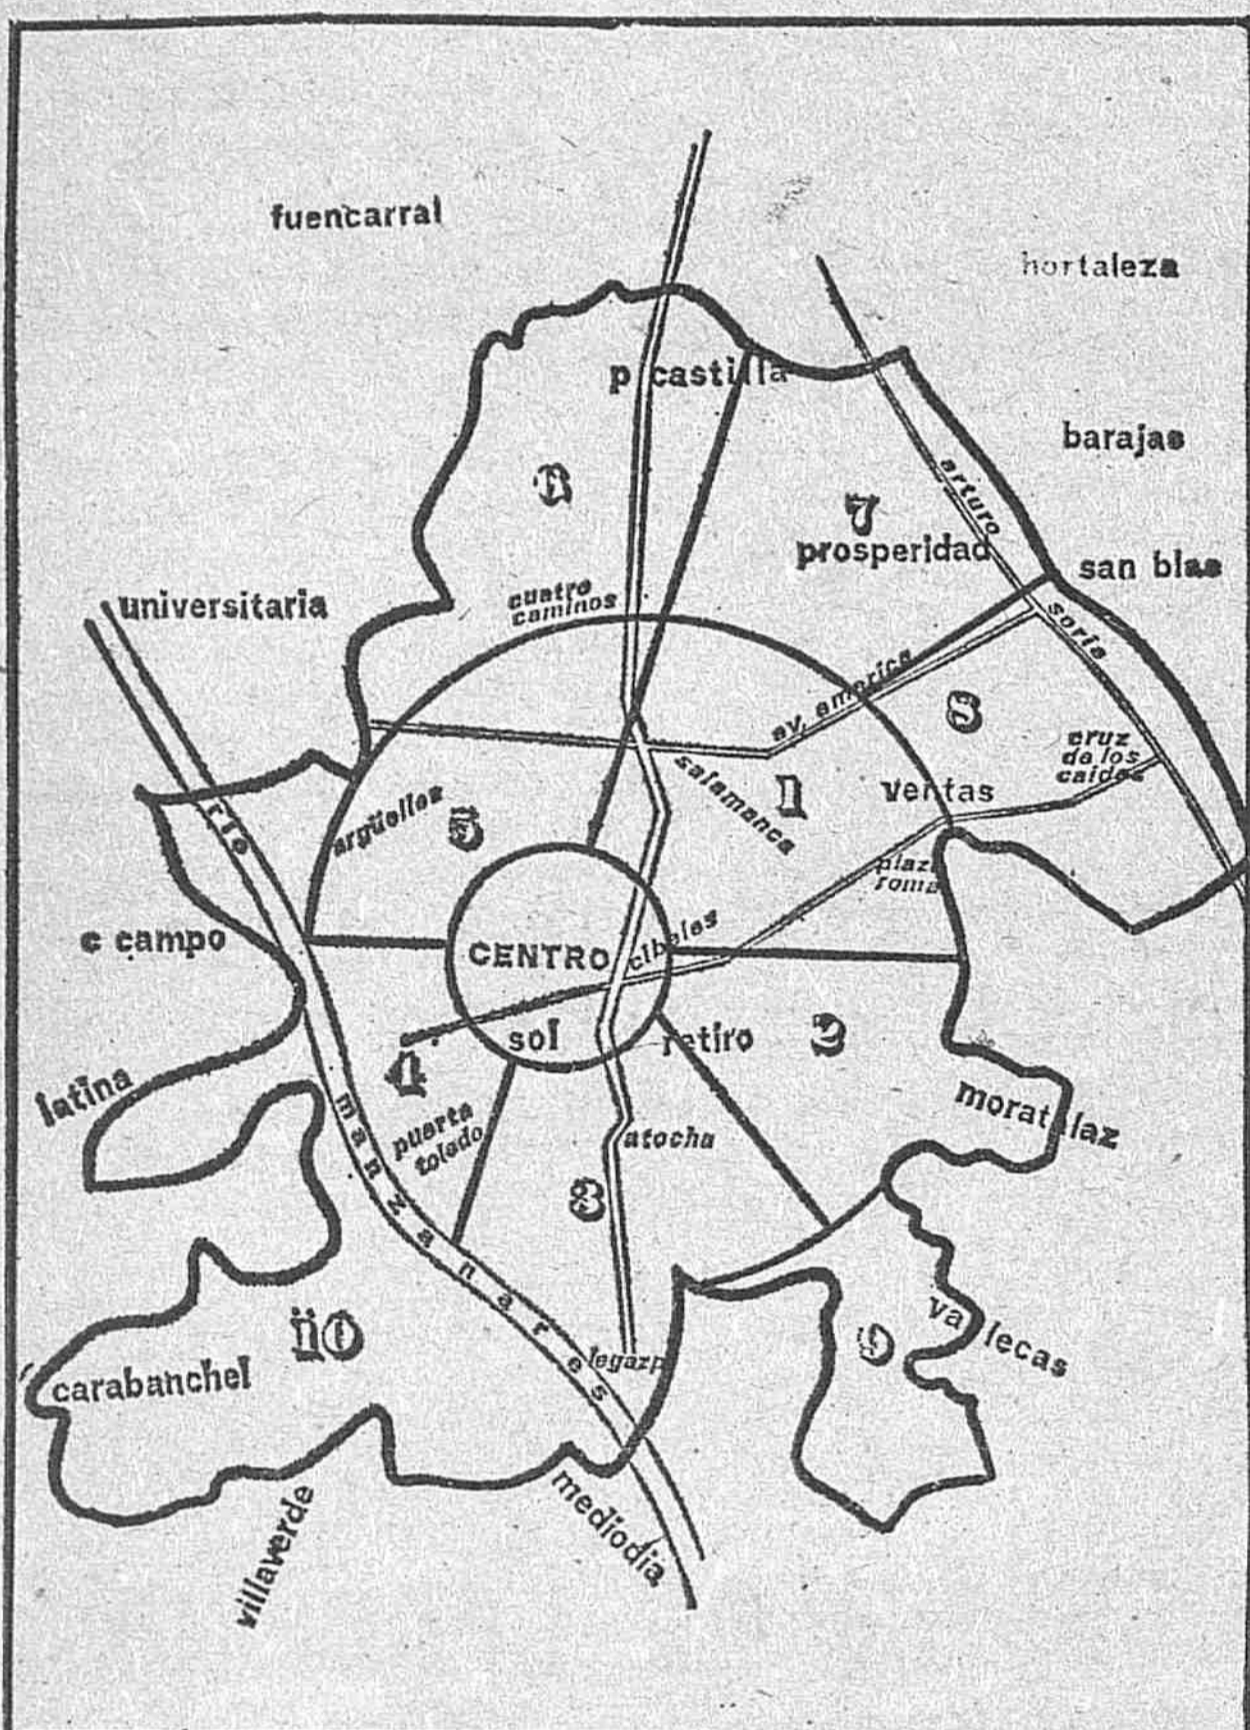 fuencarral
hortaleza
p castilla
barajas
6
7
arturo
prosperidad
san blas
universitaria
cuatro
caminos
soria
av. america
8
cruz
de los
caidos
salamanca
1
ventas
argüelles
5
rio
plaza
roma
c campo
CENTRO
cibeles
sol
retiro
2
4
latina
moratalaz
puerta
toledo
manzanares
atocha
3
vallecas
10
9
legazp
carabanchel
mediodia
villaverde